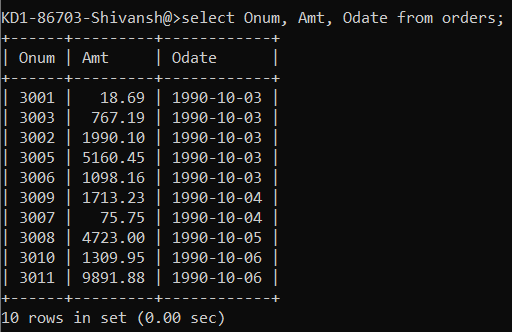 KD1-86703-Shivansh@>select Onum, Amt, Odate from orders;
+------+---------+------------+
| Onum | Amt     | Odate      |
+------+---------+------------+
| 3001 |   18.69 | 1990-10-03 |
| 3003 |  767.19 | 1990-10-03 |
| 3002 | 1990.10 | 1990-10-03 |
| 3005 | 5160.45 | 1990-10-03 |
| 3006 | 1098.16 | 1990-10-03 |
| 3009 | 1713.23 | 1990-10-04 |
| 3007 |   75.75 | 1990-10-04 |
| 3008 | 4723.00 | 1990-10-05 |
| 3010 | 1309.95 | 1990-10-06 |
| 3011 | 9891.88 | 1990-10-06 |
+------+---------+------------+
10 rows in set (0.00 sec)